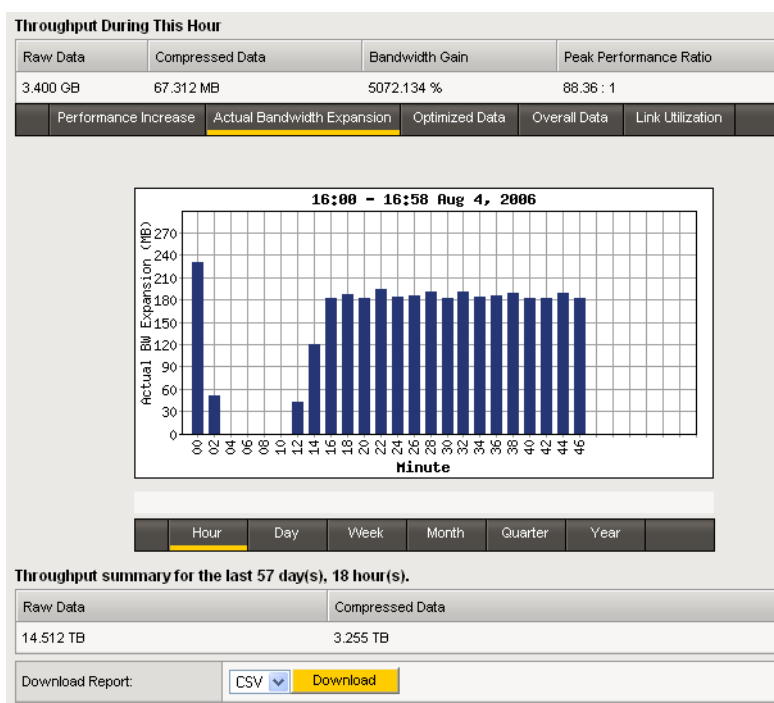 Throughput During This Hour
Raw Data Compressed Data Bandwidth Gain Peak Performance Ratio
3.400 GB 67.312 MB 5072.134 % 88.36 : 1
Performance Increase Actual Bandwidth Expansion Optimized Data Overall Data Link Utilization
16:00 - 16:58 Aug 4, 2006
Actual BW Expansion (MB)
270
240
210
180
150
120
90
60
30
0
00 02 04 06 08 10 12 14 16 18 20 22 24 26 28 30 32 34 36 38 40 42 44 46
Minute
Hour Day Week Month Quarter Year
Throughput summary for the last 57 day(s), 18 hour(s).
Raw Data Compressed Data
14.512 TB 3.255 TB
Download Report: CSV Download